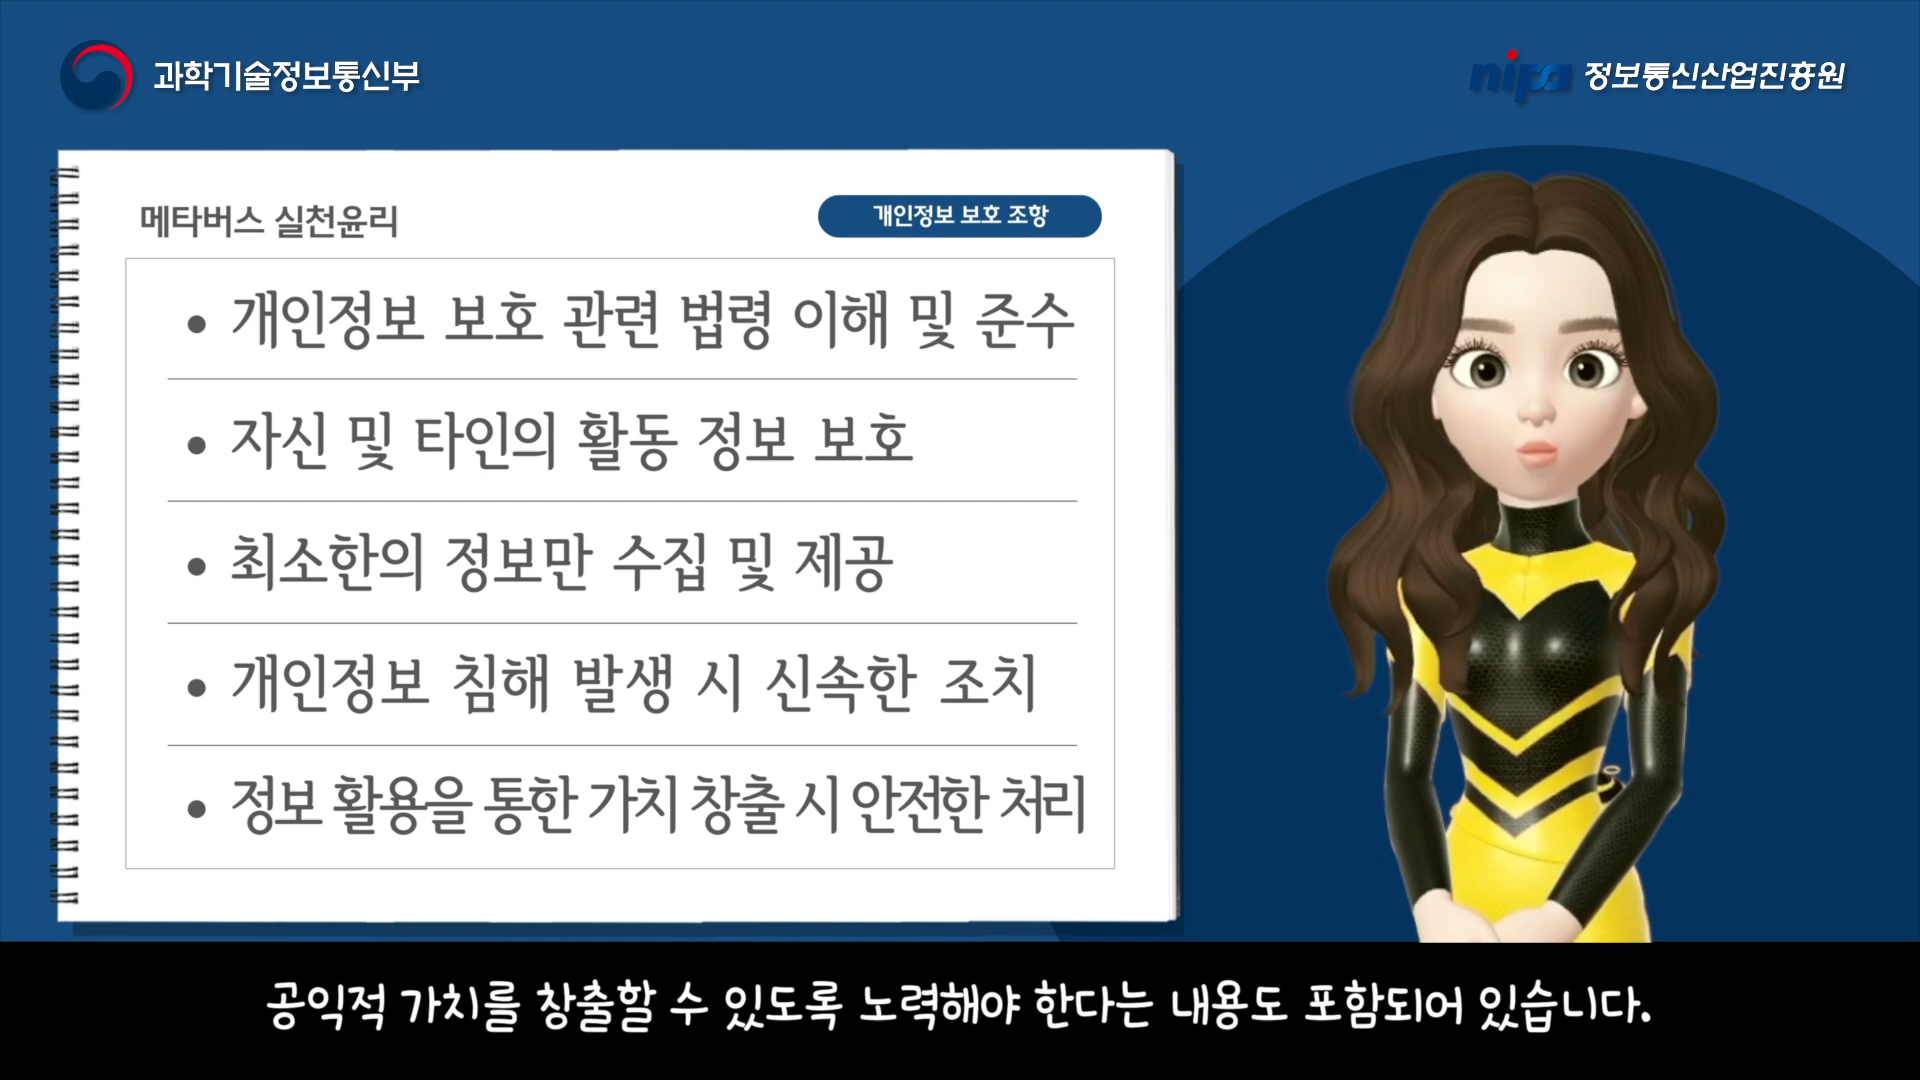 과학기술정보통신부
nipa 정보통신산업진흥원
메타버스 실천윤리
개인정보 보호 조항
• 개인정보 보호 관련 법령 이해 및 준수
• 자신 및 타인의 활동 정보 보호
• 최소한의 정보만 수집 및 제공
• 개인정보 침해 발생 시 신속한 조치
• 정보 활용을 통한 가치 창출 시 안전한 처리
공익적 가치를 창출할 수 있도록 노력해야 한다는 내용도 포함되어 있습니다.